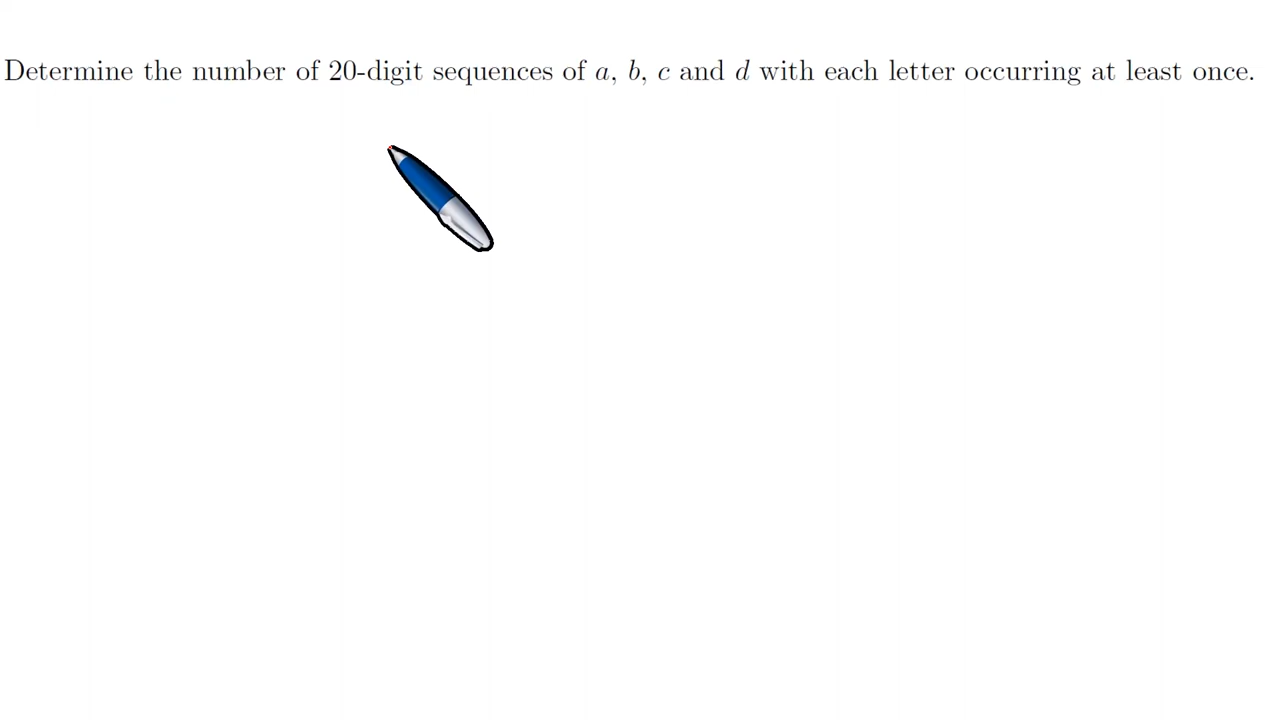 Determine the number of 20-digit sequences of a, b, c and d with each letter occurring at least once.